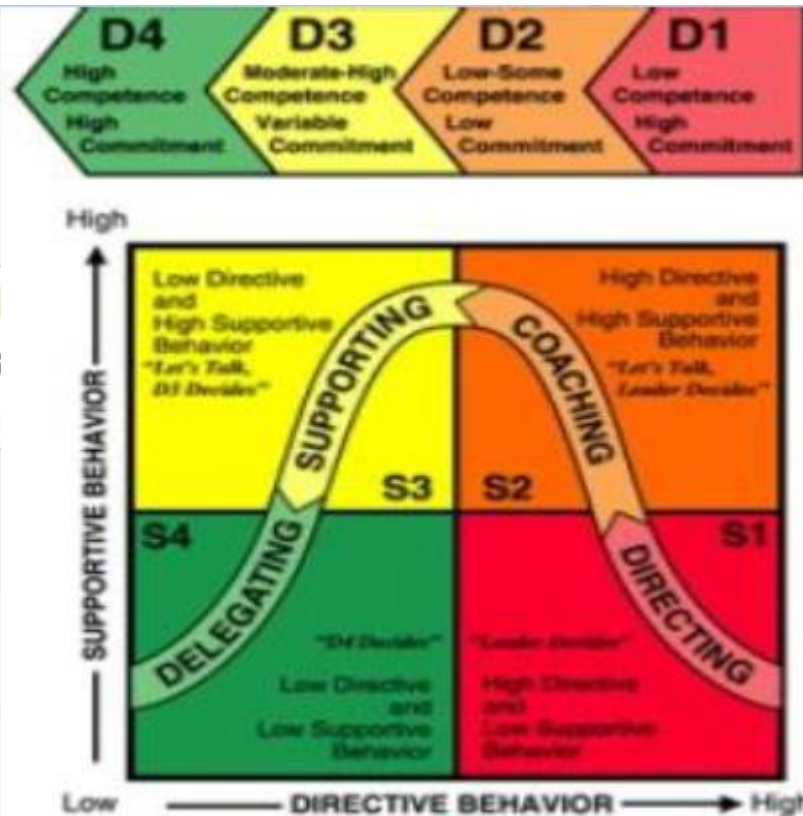 D4
High
Competence
High
Commitment
D3
Moderate-High
Competence
Variable
Commitment
D2
Low-Some
Competence
Low
Commitment
D1
Low
Competence
High
Commitment
High
SUPPORTIVE BEHAVIOR
Low Directive
and
High Supportive
Behavior
"Let's Talk,
D3 Decides"
SUPPORTING
S3
High Directive
and
High Supportive
Behavior
"Let's Talk,
Leader Decides"
COACHING
S2
S4
DELEGATING
"D4 Decides"
Low Directive
and
Low Supportive
Behavior
S1
DIRECTING
"Leader Decides"
High Directive
and
Low Supportive
Behavior
Low
DIRECTIVE BEHAVIOR
High